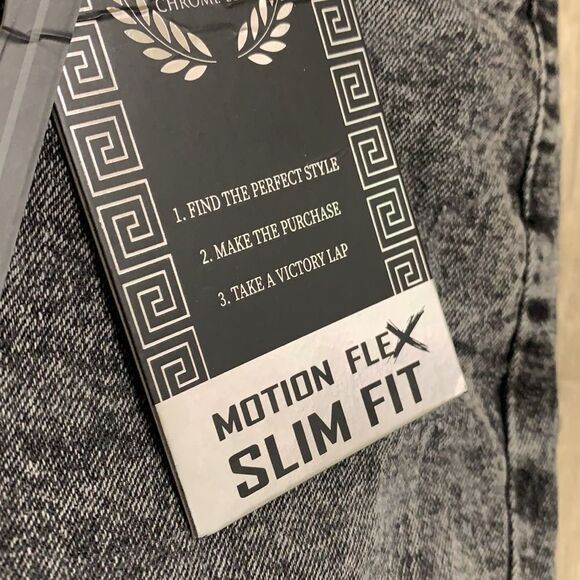 1. FIND THE PERFECT STYLE
2. MAKE THE PURCHASE
3. TAKE A VICTORY LAP
MOTION FLEX
SLIM FIT